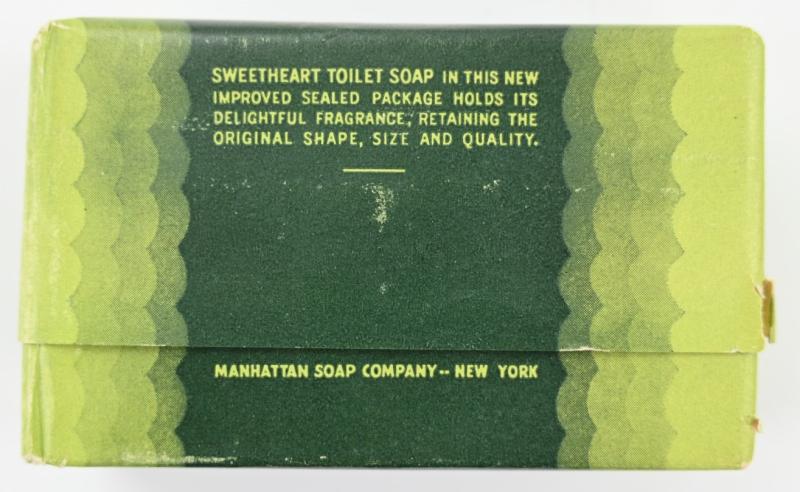 SWEETHEART TOILET SOAP IN THIS NEW
IMPROVED SEALED PACKAGE HOLDS ITS
DELIGHTFUL FRAGRANCE, RETAINING THE
ORIGINAL SHAPE, SIZE AND QUALITY.
MANHATTAN SOAP COMPANY-- NEW YORK